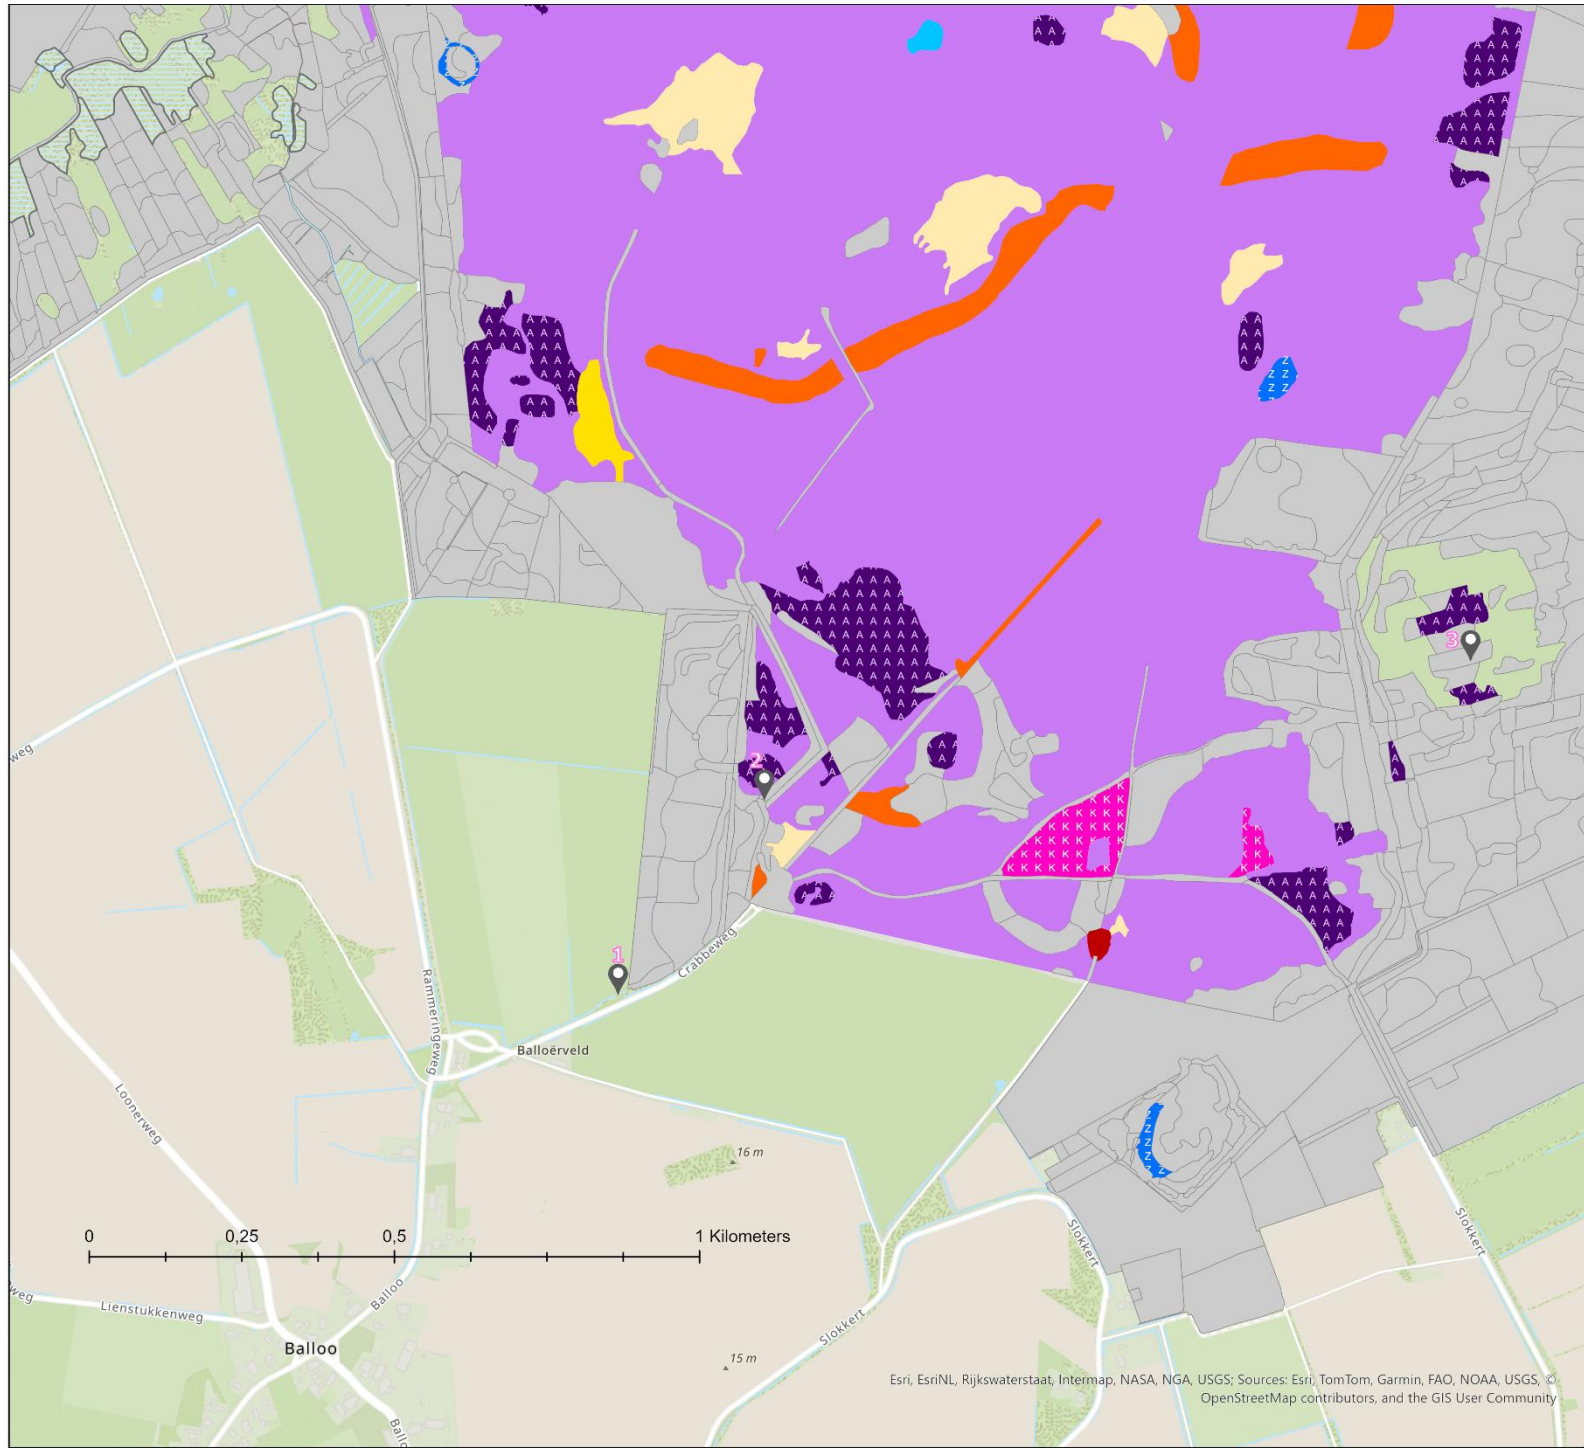 3
2
weg
1
Crabbeweg
Rammeringeweg
Balloërveld
Loonerweg
16 m
0 0,25 0,5 1 Kilometers
Slokkert
Slokkert
weg
Lienstukkenweg
Balloo
Slokkert
Balloo
15 m
Esri, EsriNL, Rijkswaterstaat, Intermap, NASA, NGA, USGS; Sources: Esri, TomTom, Garmin, FAO, NOAA, USGS, ©
OpenStreetMap contributors, and the GIS User Community
Ballo